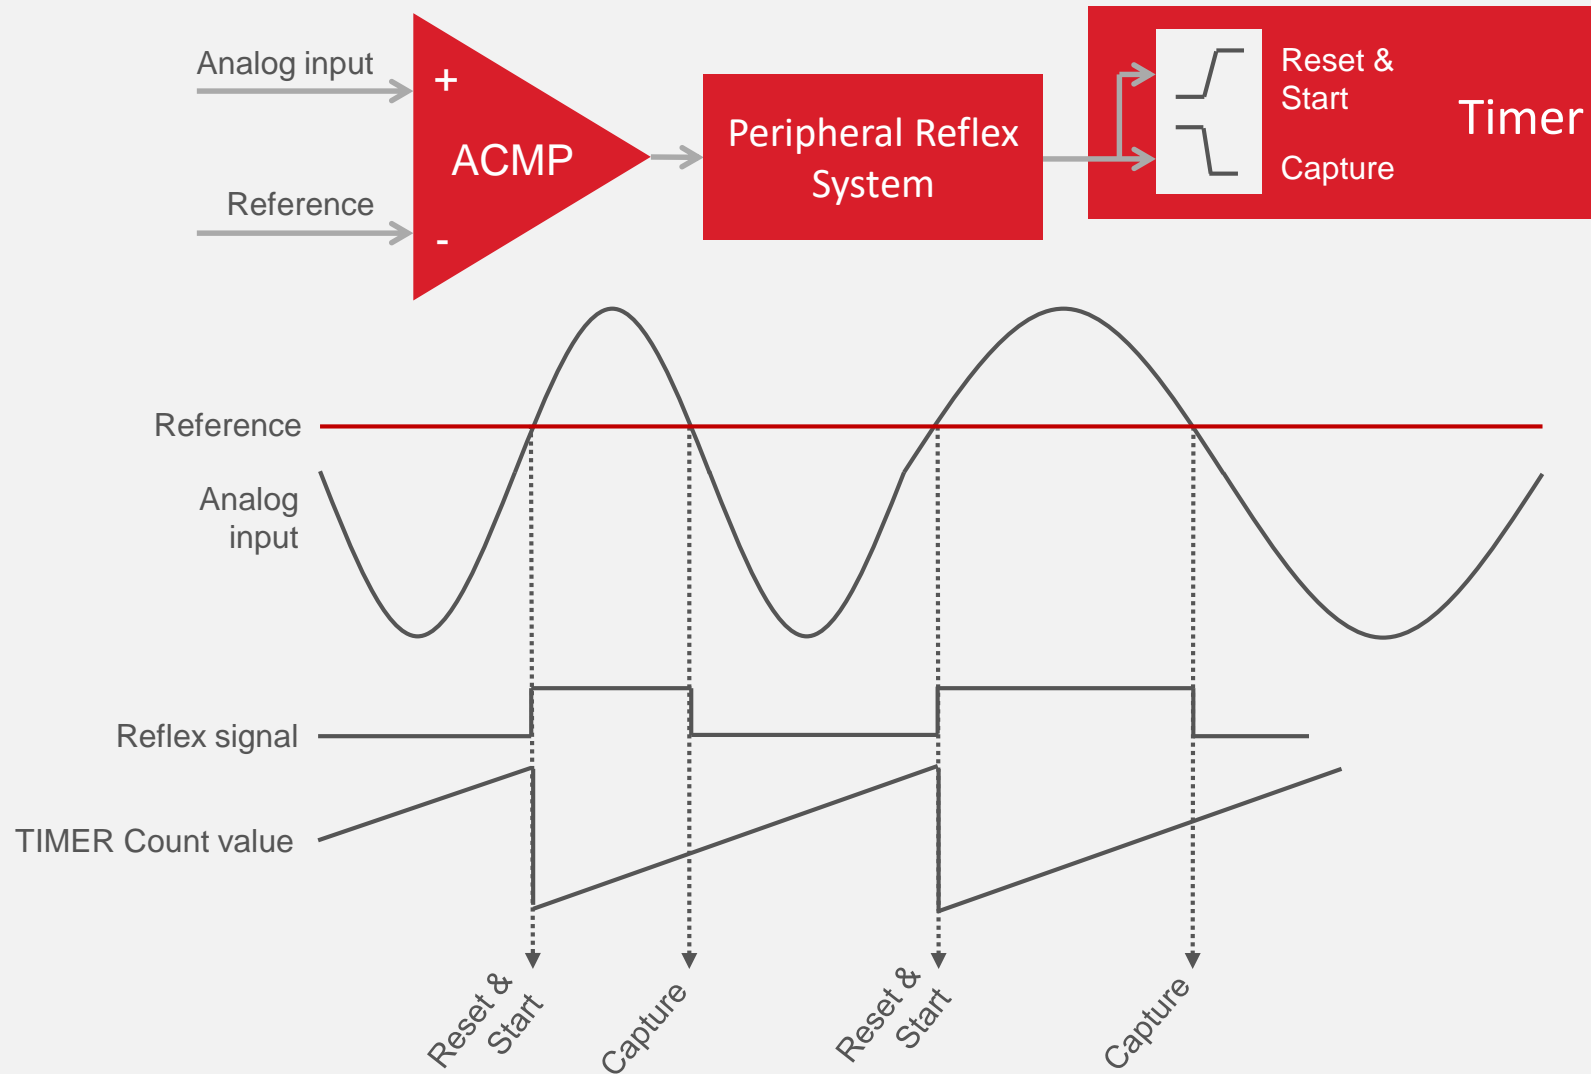 Analog input
+
ACMP
Reference
-
Peripheral Reflex
System
Reset &
Start
Capture
Timer
Reference
Analog
input
Reflex signal
TIMER Count value
Reset &
Start
Capture
Reset &
Start
Capture